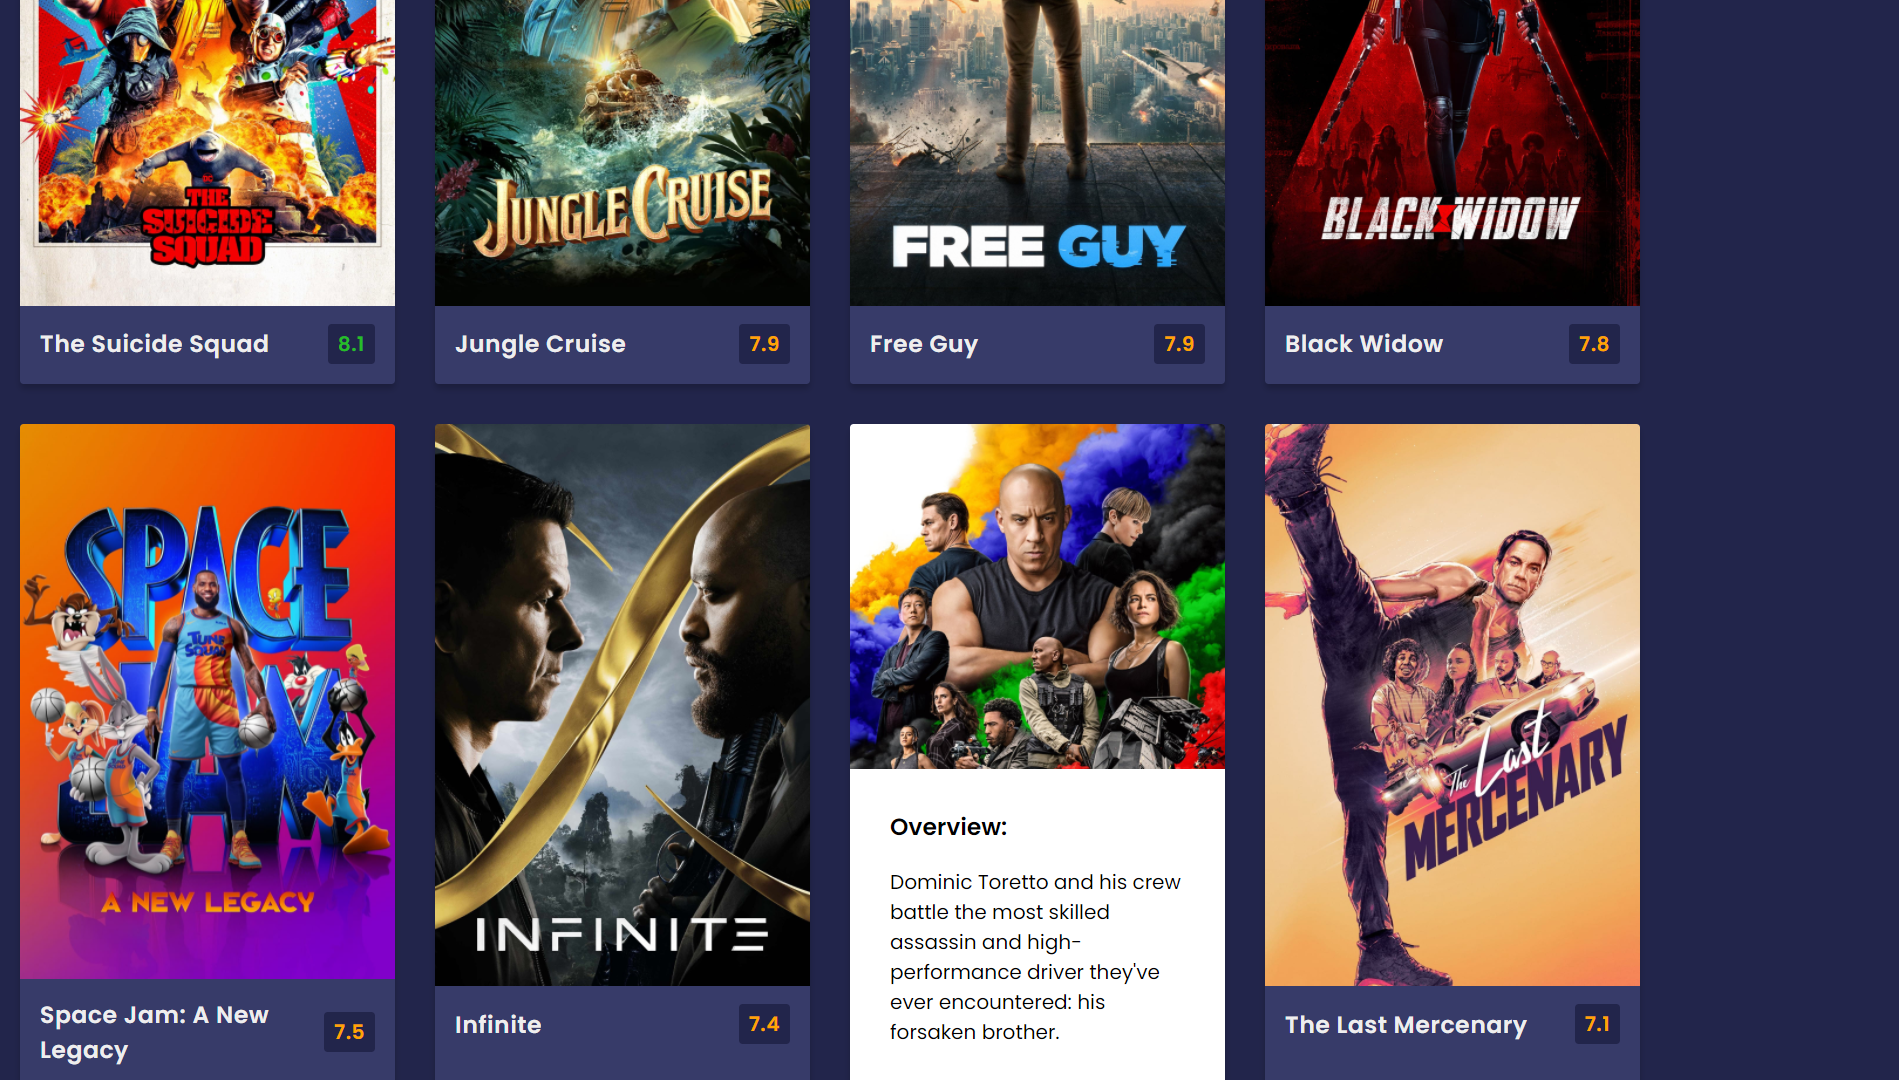 DC
THE
SUICIDE
SQUAD
JUNGLE CRUISE
FREE GUY
BLACK WIDOW
The Suicide Squad
8.1
Jungle Cruise
7.9
Free Guy
7.9
Black Widow
7.8
SPACE
JAM
TUNE
SQUAD
A NEW LEGACY
INFINITE
The Last
MERCENARY
Overview:
Dominic Toretto and his crew
battle the most skilled
assassin and high-
performance driver they've
ever encountered: his
forsaken brother.
Space Jam: A New
Legacy
7.5
Infinite
7.4
The Last Mercenary
7.1